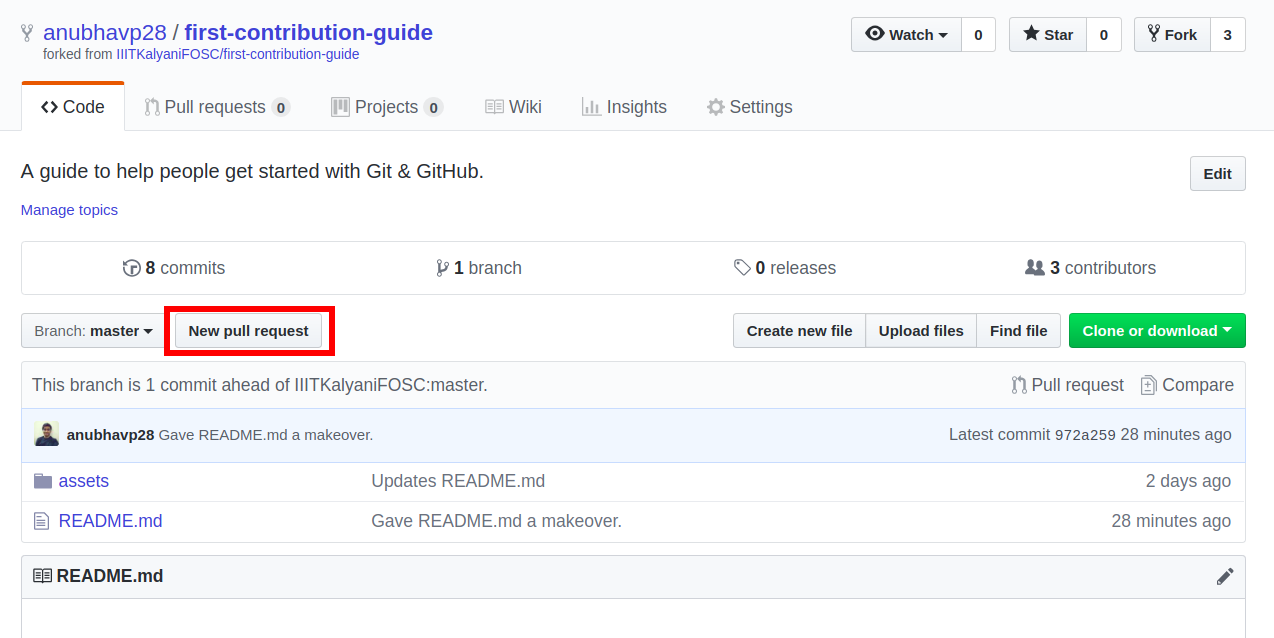 anubhavp28 / first-contribution-guide Watch 0 Star 0 Fork 3
forked from IIITKalyaniFOSC/first-contribution-guide
Code Pull requests 0 Projects 0 Wiki Insights Settings
A guide to help people get started with Git & GitHub. Edit
Manage topics
8 commits 1 branch 0 releases 3 contributors
Branch: master New pull request Create new file Upload files Find file Clone or download
This branch is 1 commit ahead of IIITKalyaniFOSC:master. Pull request Compare
anubhavp28 Gave README.md a makeover. Latest commit 972a259 28 minutes ago
assets Updates README.md 2 days ago
README.md Gave README.md a makeover. 28 minutes ago
README.md